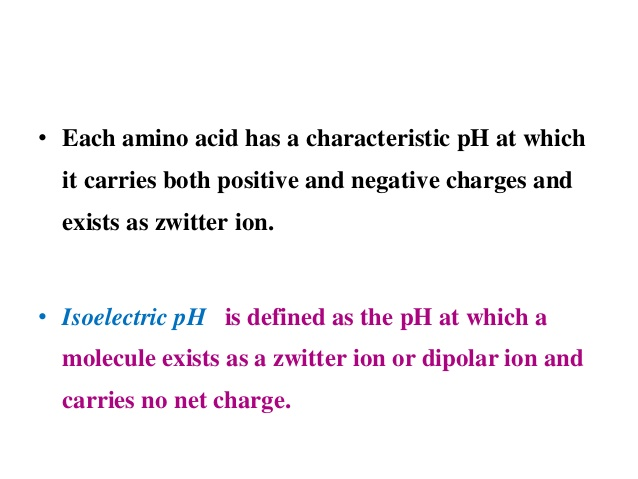 • Each amino acid has a characteristic pH at which
it carries both positive and negative charges and
exists as zwitter ion.
• Isoelectric pH is defined as the pH at which a
molecule exists as a zwitter ion or dipolar ion and
carries no net charge.